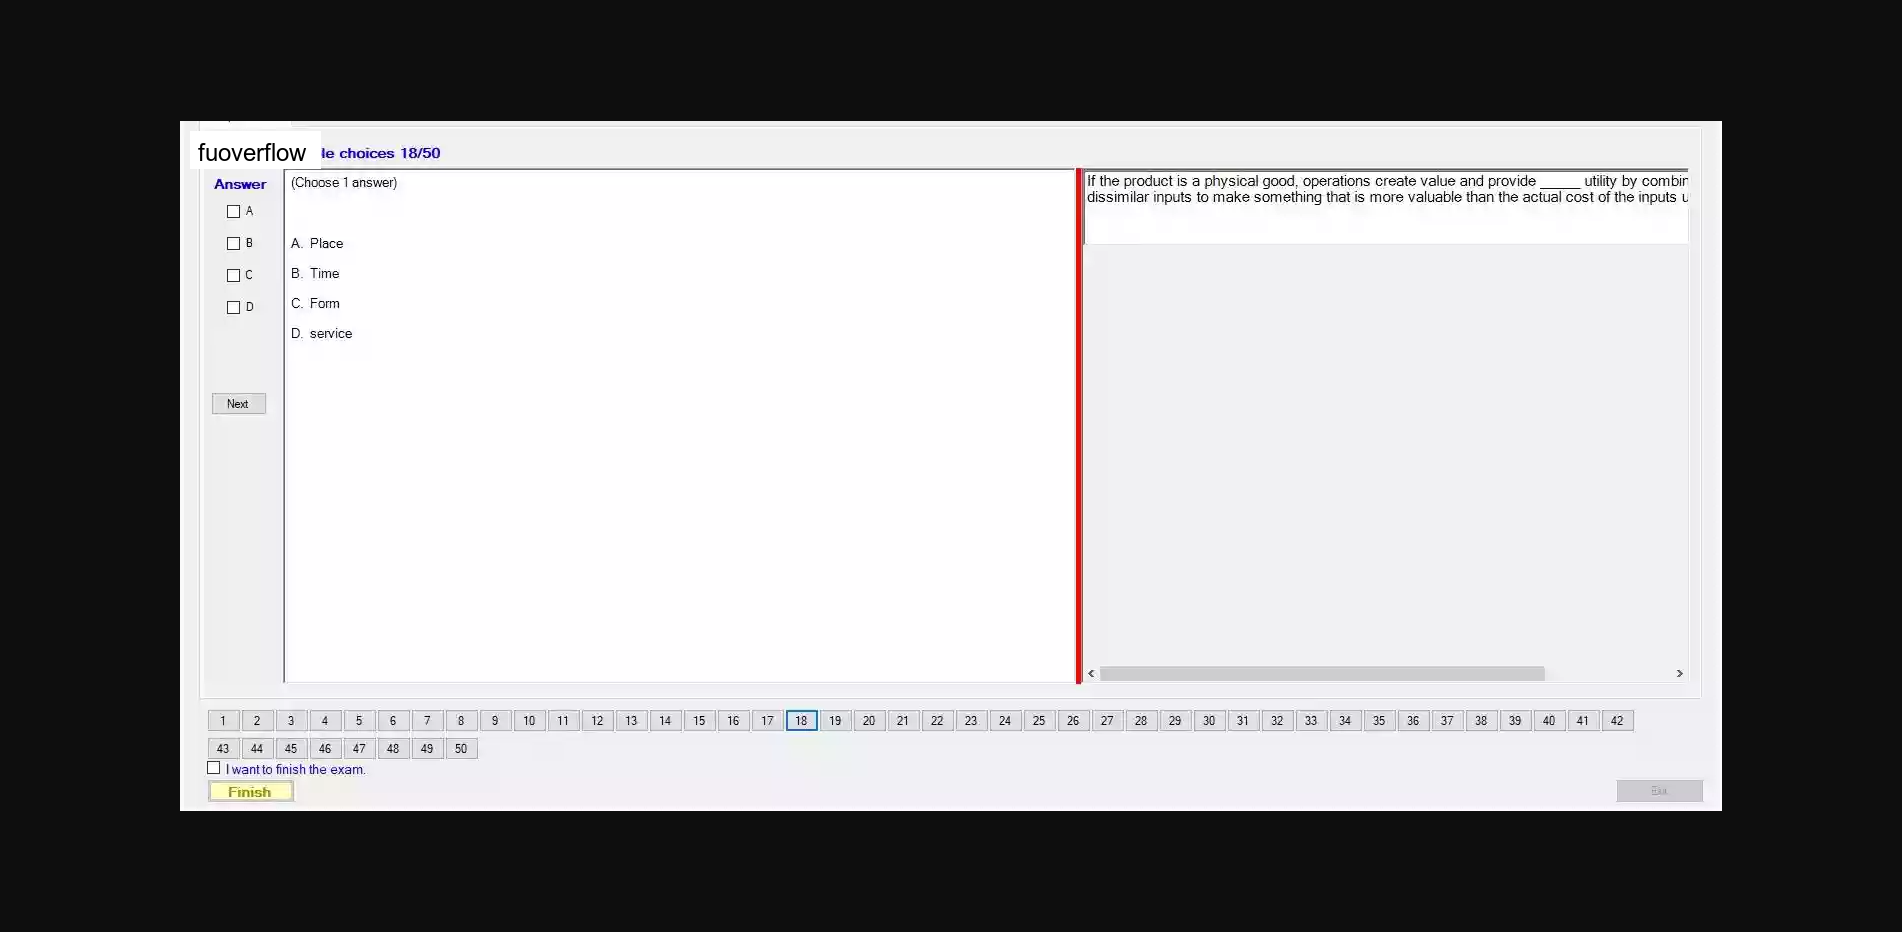 fuoverflow
le choices 18/50
Answer
A
B
C
D
Next
(Choose 1 answer)
A. Place
B. Time
C. Form
D. service
If the product is a physical good, operations create value and provide _____ utility by combin
dissimilar inputs to make something that is more valuable than the actual cost of the inputs u
1 2 3 4 5 6 7 8 9 10 11 12 13 14 15 16 17 18 19 20 21 22 23 24 25 26 27 28 29 30 31 32 33 34 35 36 37 38 39 40 41 42
43 44 45 46 47 48 49 50
I want to finish the exam.
Finish
Exit